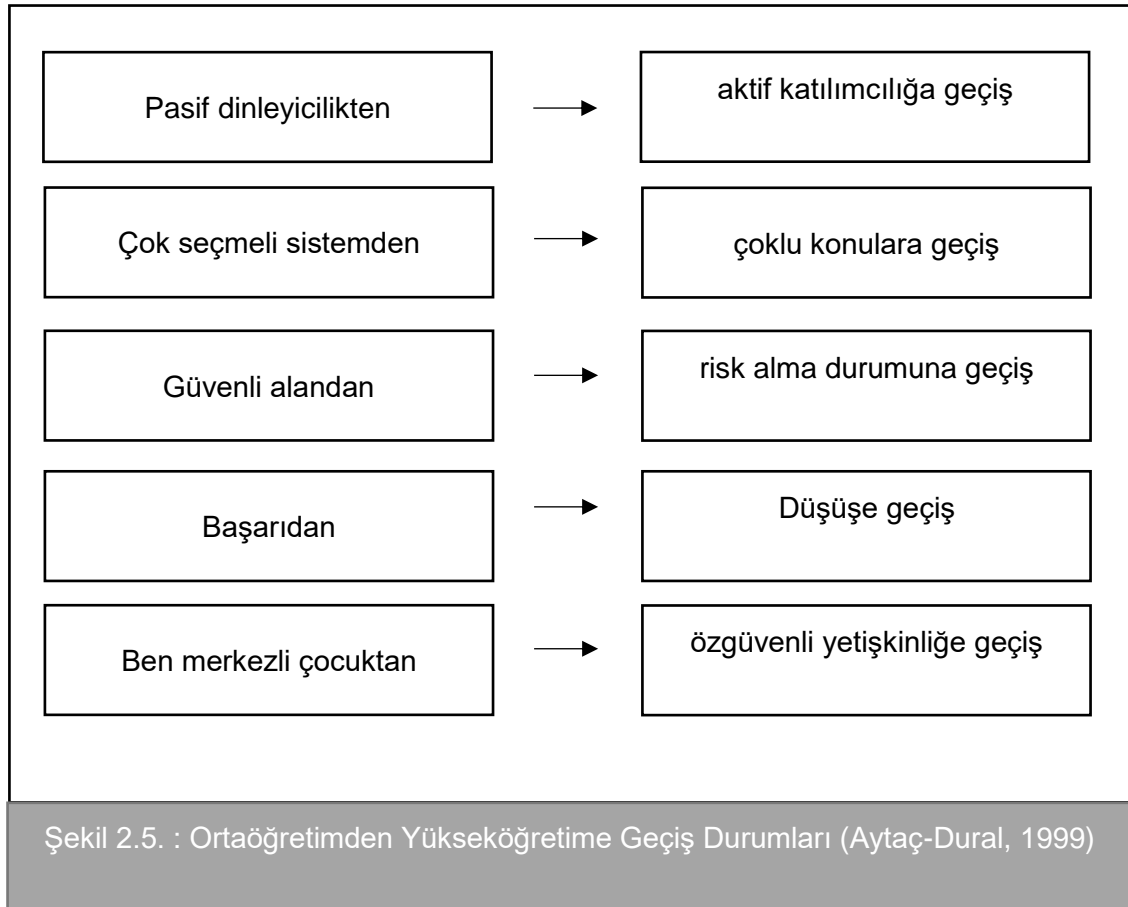 Pasif dinleyicilikten
aktif katılımcılığa geçiş
Çok seçmeli sistemden
çoklu konulara geçiş
Güvenli alandan
risk alma durumuna geçiş
Başarıdan
Düşüşe geçiş
Ben merkezli çocuktan
özgüvenli yetişkinliğe geçiş
Şekil 2.5. : Ortaöğretimden Yükseköğretime Geçiş Durumları (Aytaç-Dural, 1999)